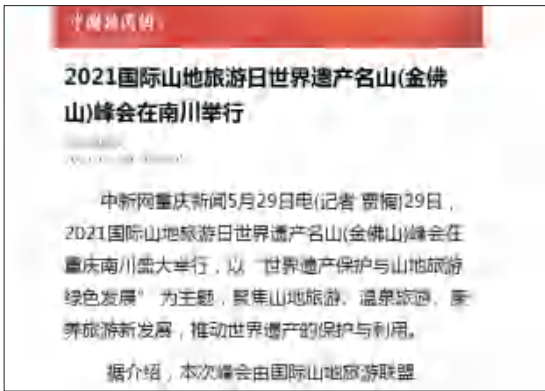 中国新闻网
2021国际山地旅游日世界遗产名山(金佛
山)峰会在南川举行
中新网重庆新闻5月29日电(记者 贾楠)29日，
2021国际山地旅游日世界遗产名山(金佛山)峰会在
重庆南川盛大举行，以“世界遗产保护与山地旅游
绿色发展”为主题，聚焦山地旅游、温泉旅游、康
养旅游新发展，推动世界遗产的保护与利用。
据介绍，本次峰会由国际山地旅游联盟